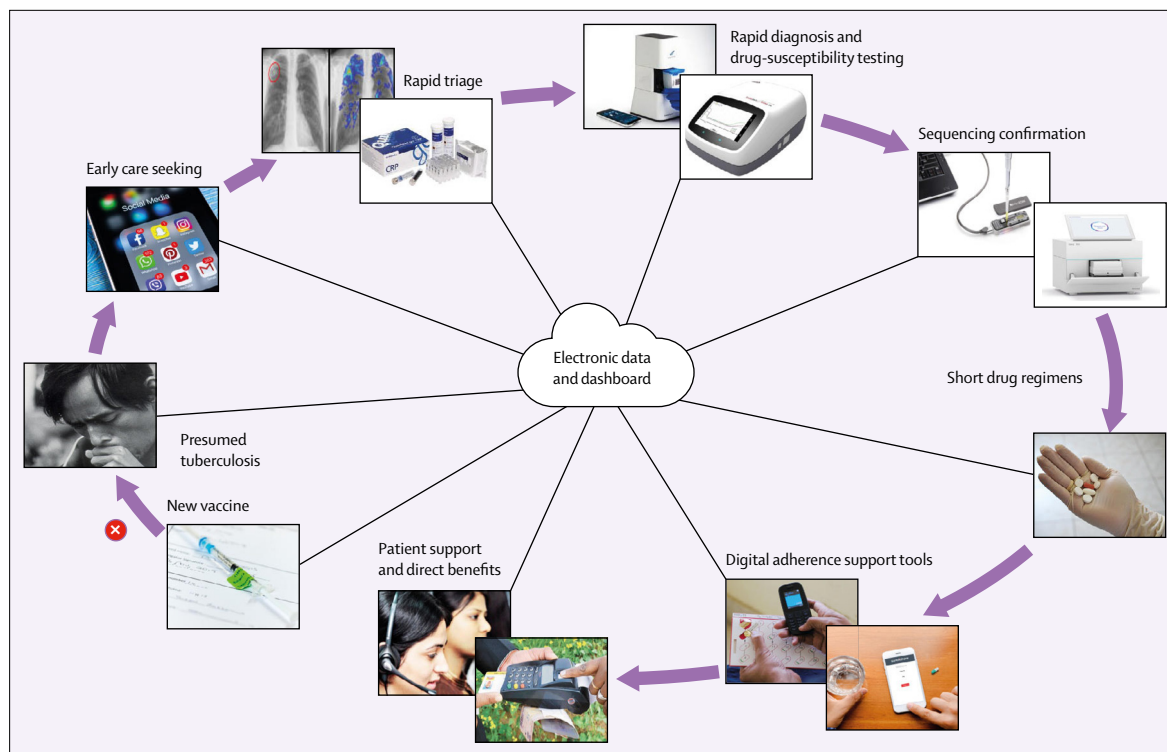 Rapid diagnosis and
drug-susceptibility testing
Rapid triage
CRP
Sequencing confirmation
Early care seeking
Social Media
Electronic data
and dashboard
Short drug regimens
Presumed
tuberculosis
New vaccine
Patient support
and direct benefits
Digital adherence support tools